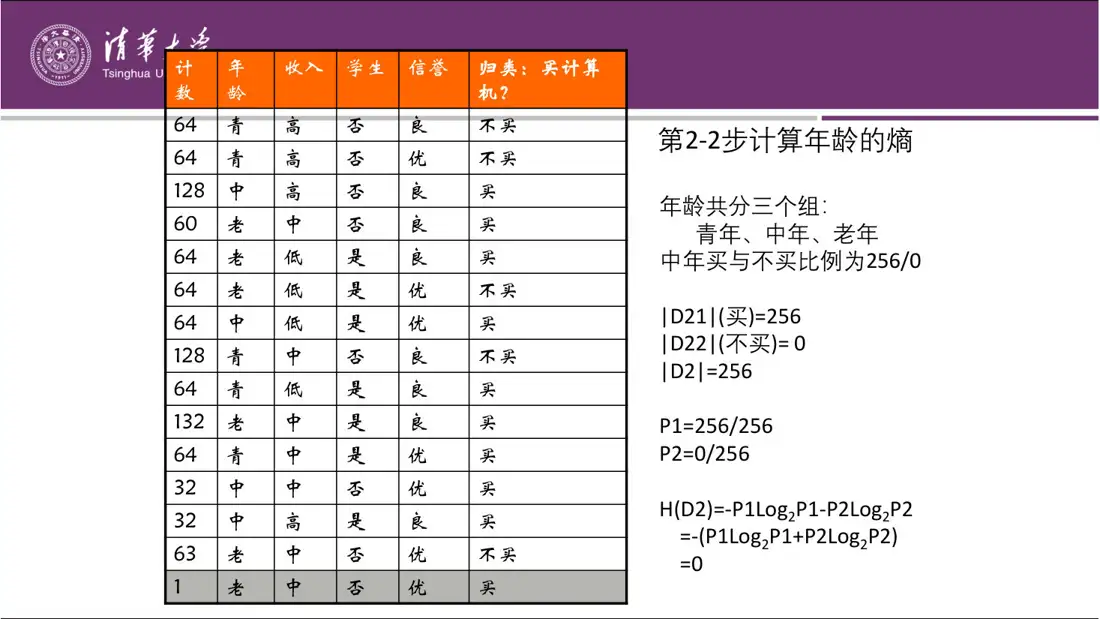 清华大学
Tsinghua U
计数 年龄 收入 学生 信誉 归类：买计算机？
64 青 高 否 良 不买
64 青 高 否 优 不买
128 中 高 否 良 买
60 老 中 否 良 买
64 老 低 是 良 买
64 老 低 是 优 不买
64 中 低 是 优 买
128 青 中 否 良 不买
64 青 低 是 良 买
132 老 中 是 良 买
64 青 中 是 优 买
32 中 中 否 优 买
32 中 高 是 良 买
63 老 中 否 优 不买
1 老 中 否 优 买
第2-2步计算年龄的熵
年龄共分三个组：
青年、中年、老年
中年买与不买比例为256/0
|D21|(买)=256
|D22|(不买)= 0
|D2|=256
P1=256/256
P2=0/256
H(D2)=-P1Log₂P1-P2Log₂P2
=-(P1Log₂P1+P2Log₂P2)
=0